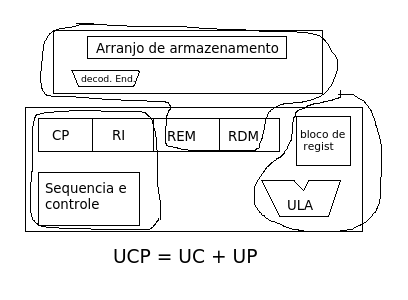 Arranjo de armazenamento
decod. End.
CP RI REM RDM
bloco de
regist
Sequencia e
controle
ULA
UCP = UC + UP